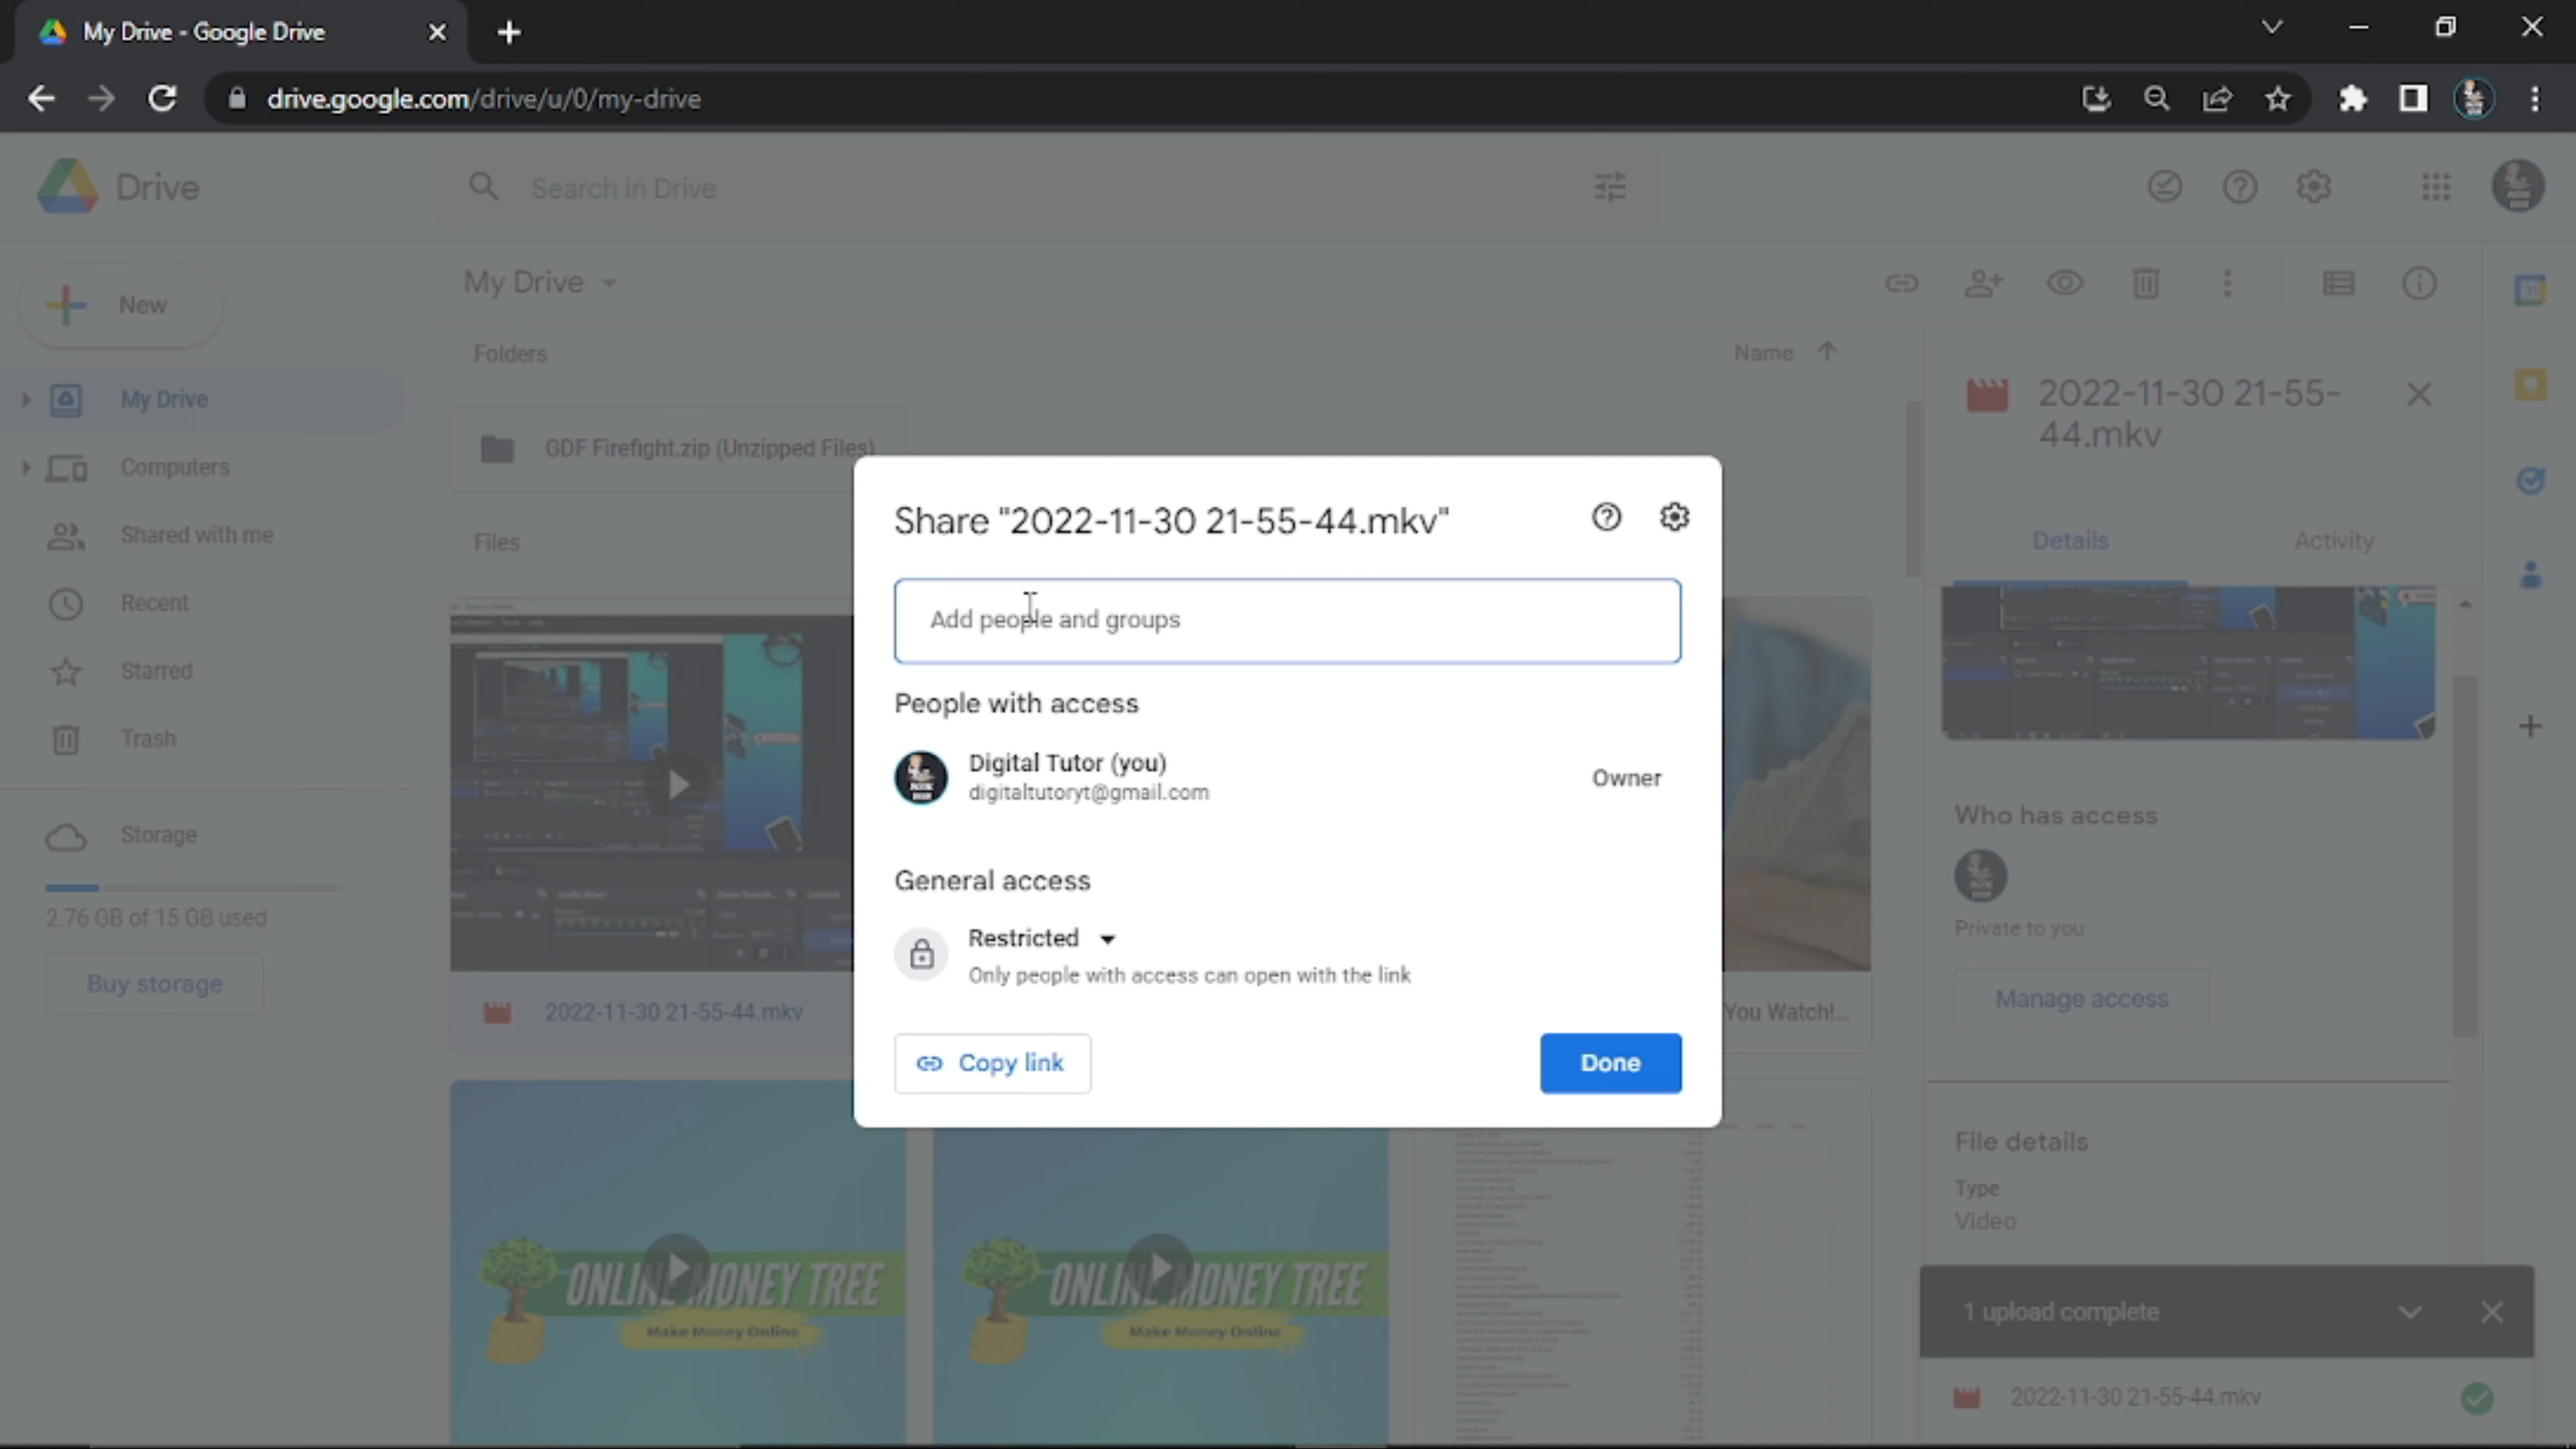 My Drive - Google Drive
drive.google.com/drive/u/0/my-drive
Drive
Search in Drive
New
My Drive
Folders
Name
My Drive
Computers
Shared with me
Recent
Starred
Trash
Storage
2.76 GB of 15 GB used
Buy storage
GDF Firefight.zip (Unzipped Files)
Files
2022-11-30 21-55-44.mkv
You Watch!...
ONLINE MONEY TREE
Make Money Online
ONLINE MONEY TREE
Make Money Online
Share "2022-11-30 21-55-44.mkv"
Add people and groups
People with access
Digital Tutor (you)
digitaltutoryt@gmail.com
Owner
General access
Restricted
Only people with access can open with the link
Copy link
Done
2022-11-30 21-55-
44.mkv
Details
Activity
Who has access
Private to you
Manage access
File details
Type
Video
1 upload complete
2022-11-30 21-55-44.mkv